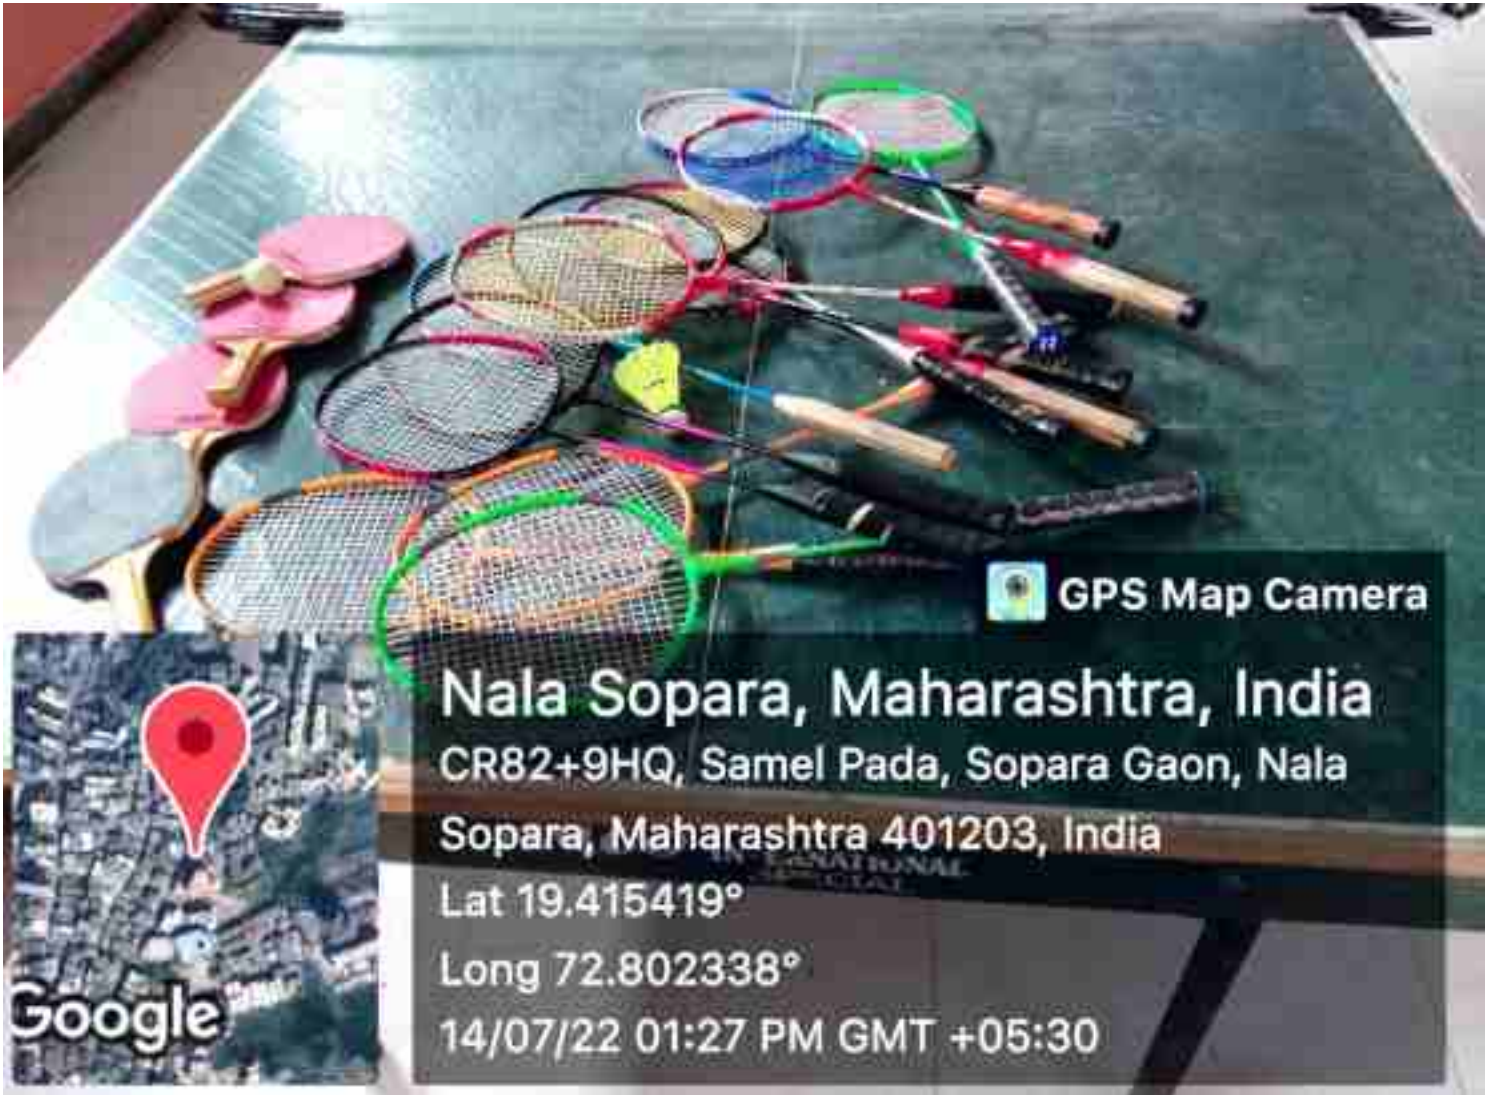 GPS Map Camera
Nala Sopara, Maharashtra, India
CR82+9HQ, Samel Pada, Sopara Gaon, Nala
Sopara, Maharashtra 401203, India
Lat 19.415419°
Long 72.802338°
14/07/22 01:27 PM GMT +05:30
Google